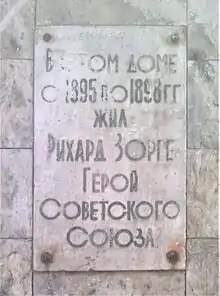 В ЭТОМ ДОМЕ
С 1895 ПО 1898 ГГ
ЖИЛ
РИХАРД ЗОРГЕ
ГЕРОЙ
СОВЕТСКОГО
СОЮЗА